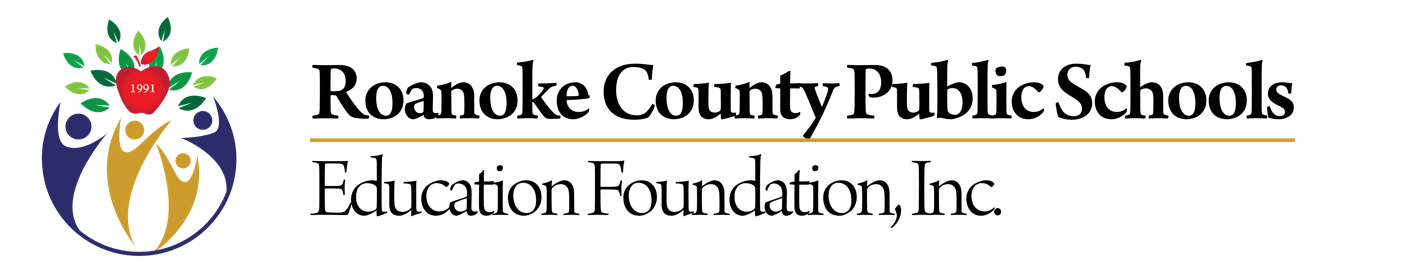 1991
Roanoke County Public Schools
Education Foundation, Inc.